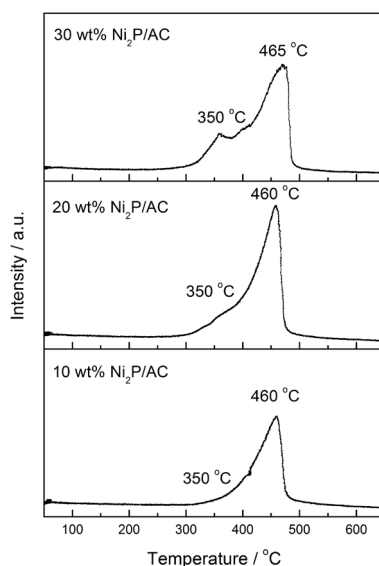 30 wt% Ni₂P/AC
465 °C
350 °C
20 wt% Ni₂P/AC
460 °C
350 °C
10 wt% Ni₂P/AC
460 °C
350 °C
Intensity / a.u.
100 200 300 400 500 600
Temperature / °C